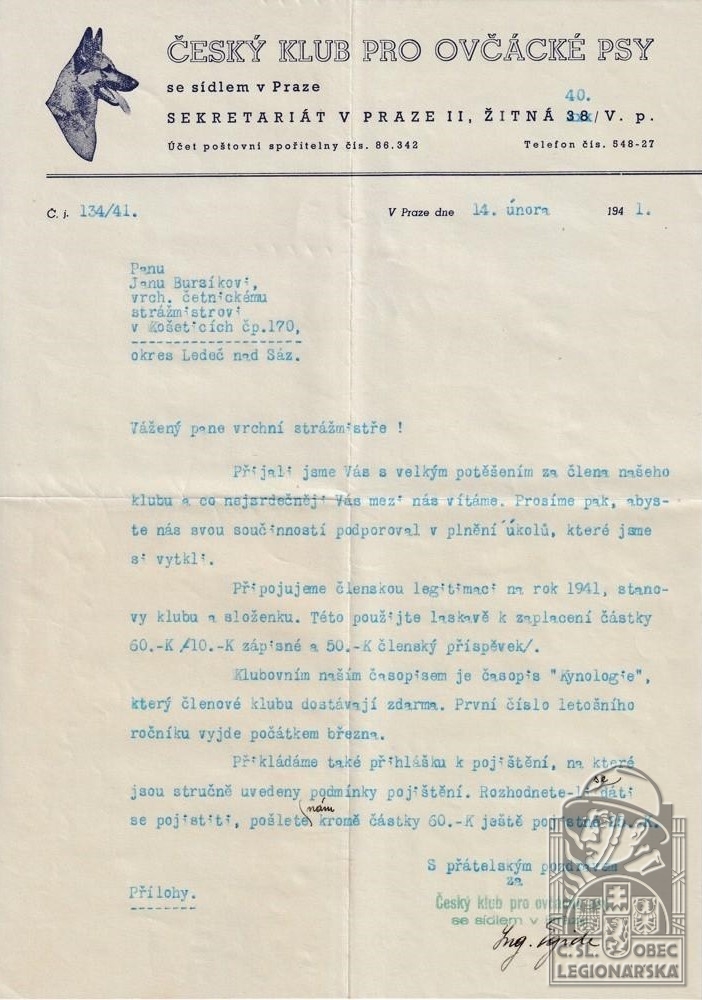 ČESKÝ KLUB PRO OVČÁCKÉ PSY
se sídlem v Praze
40.
SEKRETARIÁT V PRAZE II, ŽITNÁ 38/V. p.
Účet poštovní spořitelny čís. 86.342 Telefon čís. 548-27
Č. j. 134/41. V Praze dne 14. února 1941.
Panu
Janu Bursíkovi,
vrch. četnickému
strážmistrovi
v Košeticích čp.170,
okres Ledeč nad Sáz.
Vážený pane vrchní strážmistře !
Přijali jsme Vás s velkým potěšením za člena našeho
klubu a co nejsrdečněji Vás mezi nás vítáme. Prosíme pak, abys-
te nás svou součinností podporoval v plnění úkolů, které jsme
si vytkli.
Připojujeme členskou legitimaci na rok 1941, stano-
vy klubu a složenku. Této použijte laskavě k zaplacení částky
60.-K /10.-K zápisné a 50.-K členský příspěvek/.
Klubovním naším časopisem je časopis "Kynologie",
který členové klubu dostávají zdarma. První číslo letošního
ročníku vyjde počátkem března.
Přikládáme také přihlášku k pojištění, na které
jsou stručně uvedeny podmínky pojištění. Rozhodnete-li se dáti
se pojistiti, pošlete nám kromě částky 60.-K ještě pojistné 25.-K.
S přátelským pozdravem
za
Přílohy.
Český klub pro ovčácké psy
se sídlem v Praze
Ing.
Č. SL. OBEC
LEGIONÁŘSKÁ